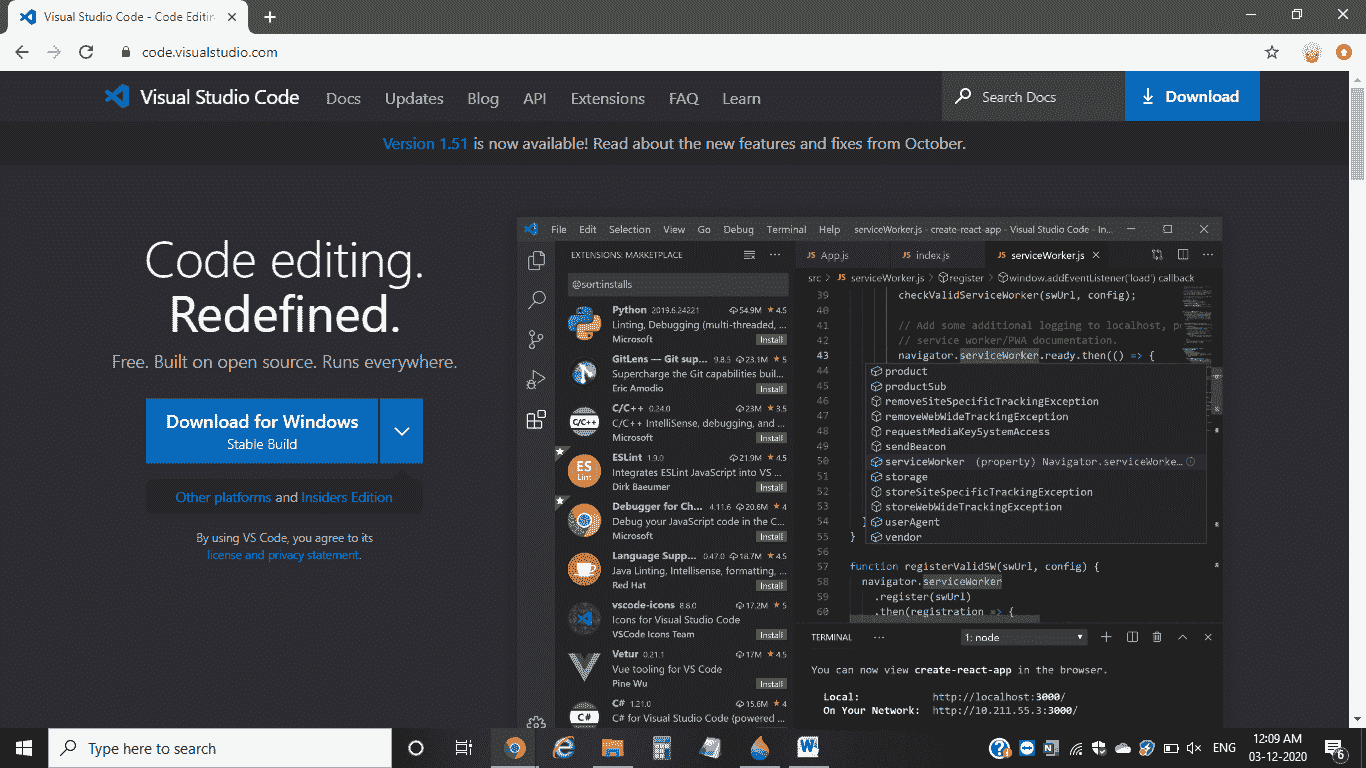 Visual Studio Code - Code Editin
code.visualstudio.com
Visual Studio Code Docs Updates Blog API Extensions FAQ Learn Search Docs Download
Version 1.51 is now available! Read about the new features and fixes from October.
Code editing.
Redefined.
Free. Built on open source. Runs everywhere.
Download for Windows
Stable Build
Other platforms and Insiders Edition
By using VS Code, you agree to its
license and privacy statement.
File Edit Selection View Go Debug Terminal Help serviceWorker.js - create-react-app - Visual Studio Code - In...
EXTENSIONS: MARKETPLACE
@sort:installs
Python 2019.6.24221 54.9M 4.5
Linting, Debugging (multi-threaded, ...
Microsoft Install
GitLens — Git sup... 9.8.5 23.1M 5
Supercharge the Git capabilities buil...
Eric Amodio Install
C/C++ 0.24.0 23M 3.5
C/C++ IntelliSense, debugging, and ...
Microsoft Install
ESLint 1.9.0 21.9M 4.5
Integrates ESLint JavaScript into VS ...
Dirk Baeumer Install
Debugger for Ch... 4.11.6 20.6M 4
Debug your JavaScript code in the C...
Microsoft Install
Language Supp... 0.47.0 18.7M 4.5
Java Linting, Intellisense, formatting, ...
Red Hat Install
vscode-icons 8.8.0 17.2M 5
Icons for Visual Studio Code
VSCode Icons Team Install
Vetur 0.21.1 17M 4.5
Vue tooling for VS Code
Pine Wu Install
C# 1.21.0 15.6M 4
C# for Visual Studio Code (powered ...
C/C++
ES
Lint
C#
JS App.js JS index.js JS serviceWorker.js
src > JS serviceWorker.js > register > window.addEventListener('load') callback
39 checkValidServiceWorker(swUrl, config);
40
41 // Add some additional logging to localhost, p
42 // service worker/PWA documentation.
43 navigator.serviceWorker.ready.then(() => {
44 product
45 productSub
46 removeSiteSpecificTrackingException
47 removeWebWideTrackingException
48 requestMediaKeySystemAccess
49 sendBeacon
50 serviceWorker (property) Navigator.serviceWorke...
51 storage
52 storeSiteSpecificTrackingException
53 storeWebWideTrackingException
54 } userAgent
55 } vendor
56
57 function registerValidSW(swUrl, config) {
58 navigator.serviceWorker
59 .register(swUrl)
60 .then(registration => {
TERMINAL ... 1: node
You can now view create-react-app in the browser.
Local: http://localhost:3000/
On Your Network: http://10.211.55.3:3000/
Type here to search
ENG
12:09 AM
03-12-2020
6